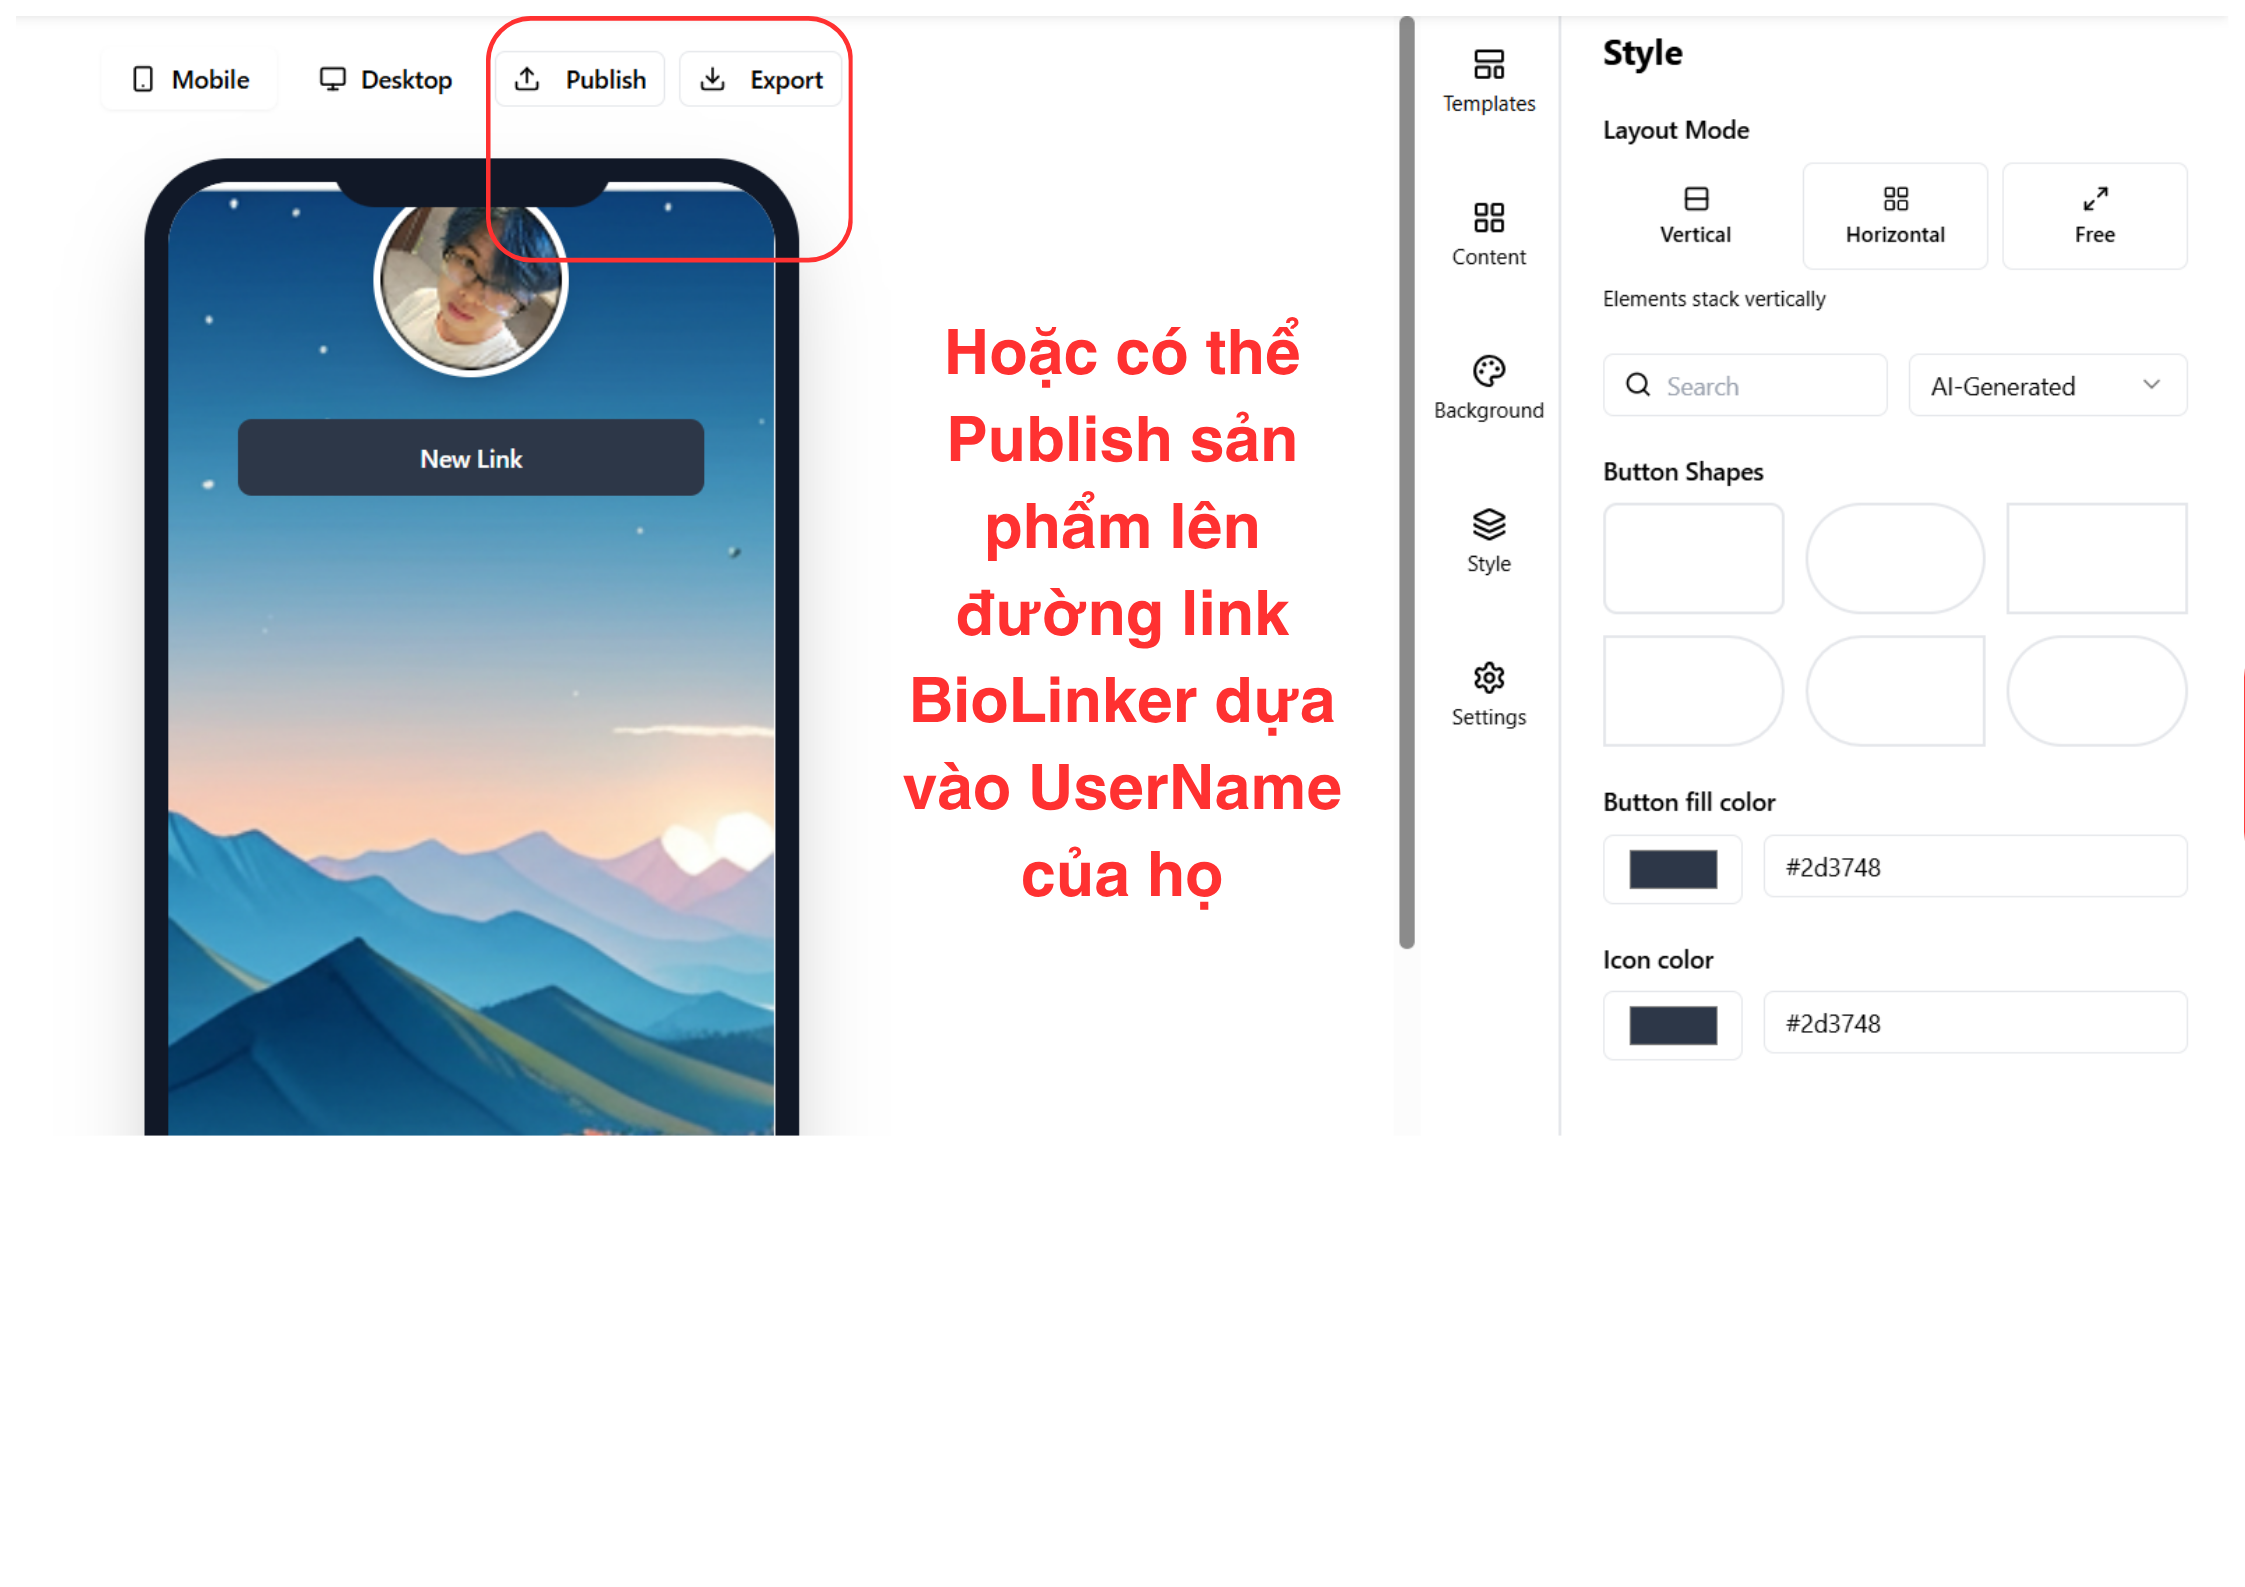 Mobile
Desktop
Publish
Export
New Link
Hoặc có thể
Publish sản
phẩm lên
đường link
BioLinker dựa
vào UserName
của họ
Templates
Content
Background
Style
Settings
Style
Layout Mode
Vertical
Horizontal
Free
Elements stack vertically
Search
AI-Generated
Button Shapes
Button fill color
#2d3748
Icon color
#2d3748